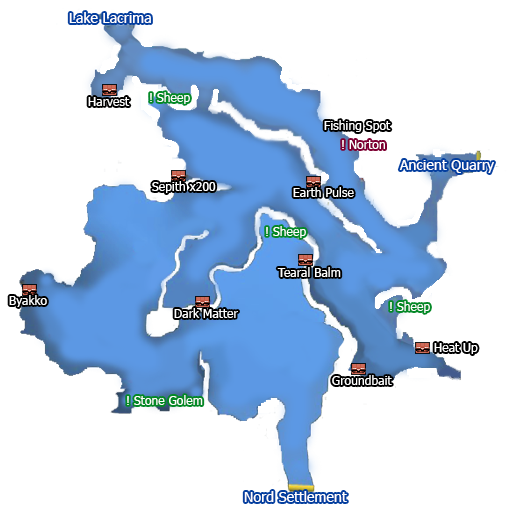 Lake Lacrima
Harvest
! Sheep
Fishing Spot
! Norton
Ancient Quarry
Sepith x200
Earth Pulse
! Sheep
Tearal Balm
Byakko
Dark Matter
! Sheep
Heat Up
Groundbait
! Stone Golem
Nord Settlement